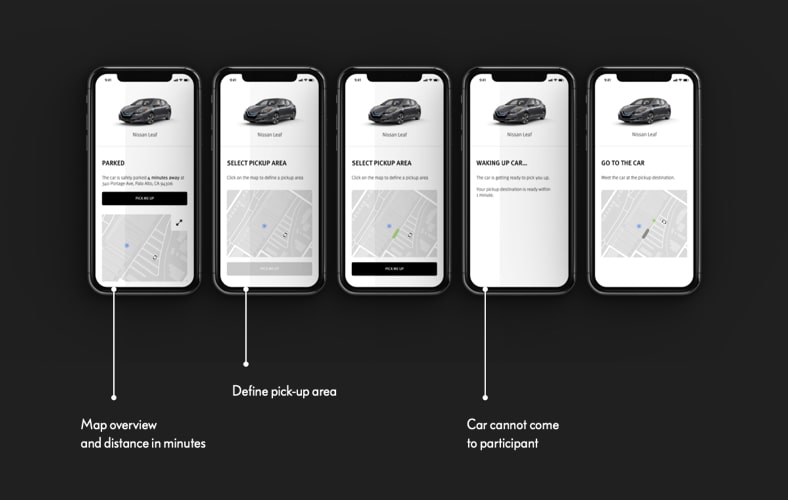 9:41
Nissan Leaf
PARKED
The car is safely parked 4 minutes away at
340 Portage Ave, Palo Alto, CA 94306
PICK ME UP
9:41
Nissan Leaf
SELECT PICKUP AREA
Click on the map to define a pickup area
PICK ME UP
9:41
Nissan Leaf
SELECT PICKUP AREA
Click on the map to define a pickup area.
PICK ME UP
9:41
Nissan Leaf
WAKING UP CAR...
The car is getting ready to pick you up.
Your pickup destination is ready within
1 minute.
9:41
Nissan Leaf
GO TO THE CAR
Meet the car at the pickup destination.
Map overview
and distance in minutes
Define pick-up area
Car cannot come
to participant